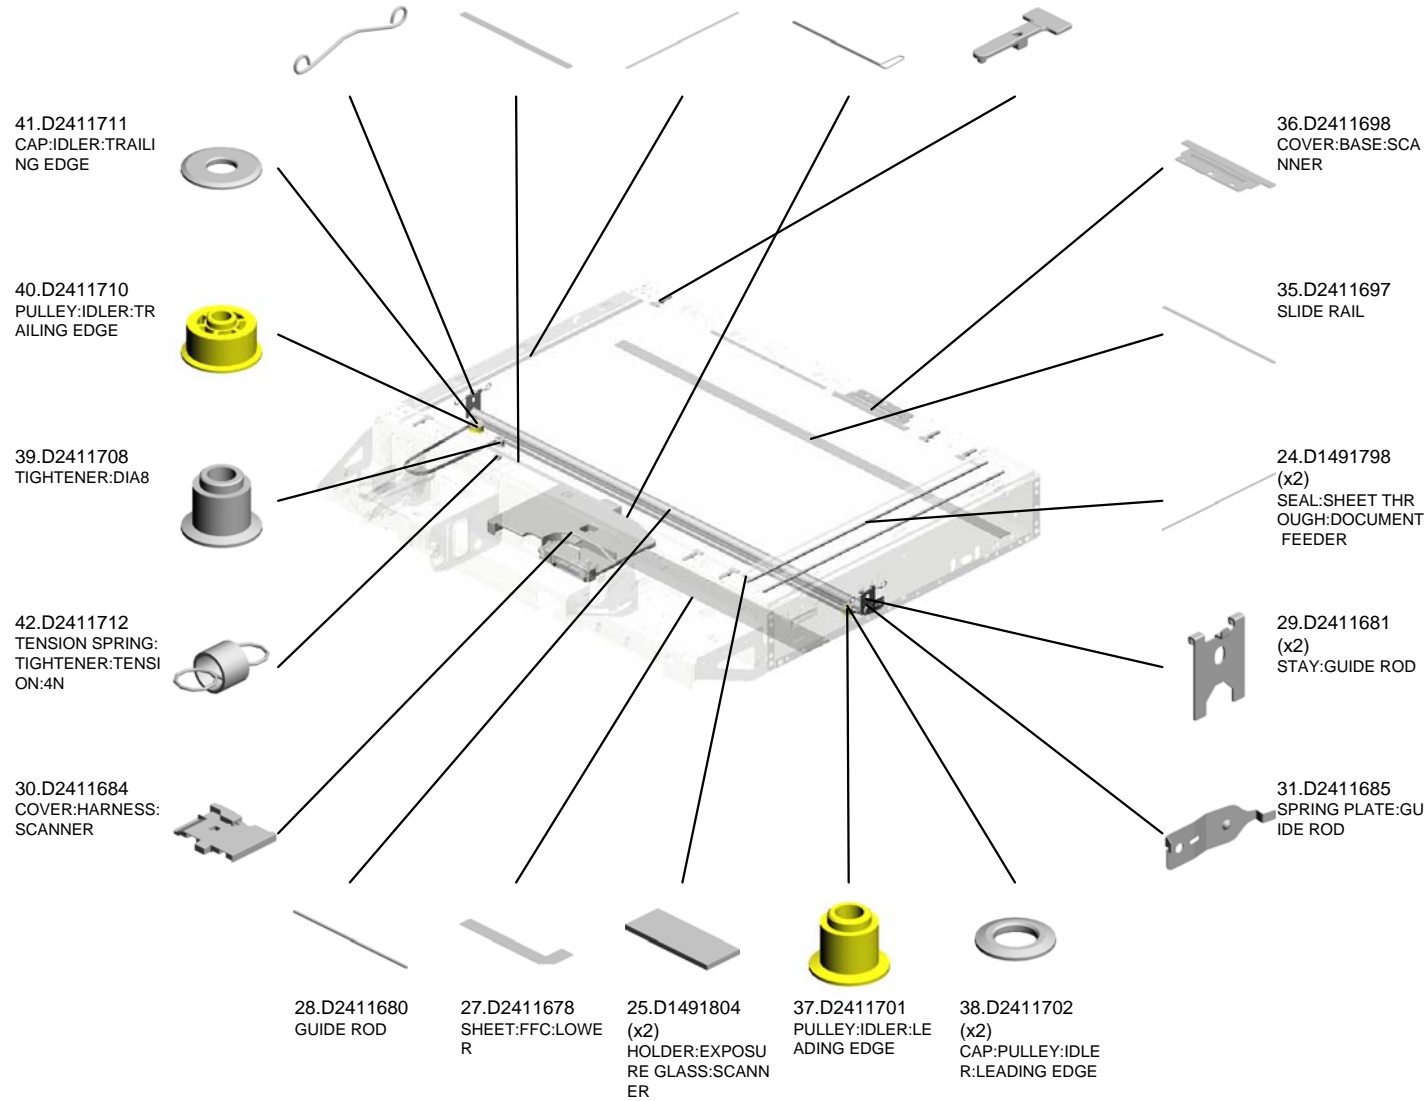 41.D2411711
CAP:IDLER:TRAILI
NG EDGE
40.D2411710
PULLEY:IDLER:TR
AILING EDGE
39.D2411708
TIGHTENER:DIA8
42.D2411712
TENSION SPRING:
TIGHTENER:TENSI
ON:4N
30.D2411684
COVER:HARNESS:
SCANNER
36.D2411698
COVER:BASE:SCA
NNER
35.D2411697
SLIDE RAIL
24.D1491798
(x2)
SEAL:SHEET THR
OUGH:DOCUMENT
FEEDER
29.D2411681
(x2)
STAY:GUIDE ROD
31.D2411685
SPRING PLATE:GU
IDE ROD
28.D2411680
GUIDE ROD
27.D2411678
SHEET:FFC:LOWE
R
25.D1491804
(x2)
HOLDER:EXPOSU
RE GLASS:SCANN
ER
37.D2411701
PULLEY:IDLER:LE
ADING EDGE
38.D2411702
(x2)
CAP:PULLEY:IDLE
R:LEADING EDGE